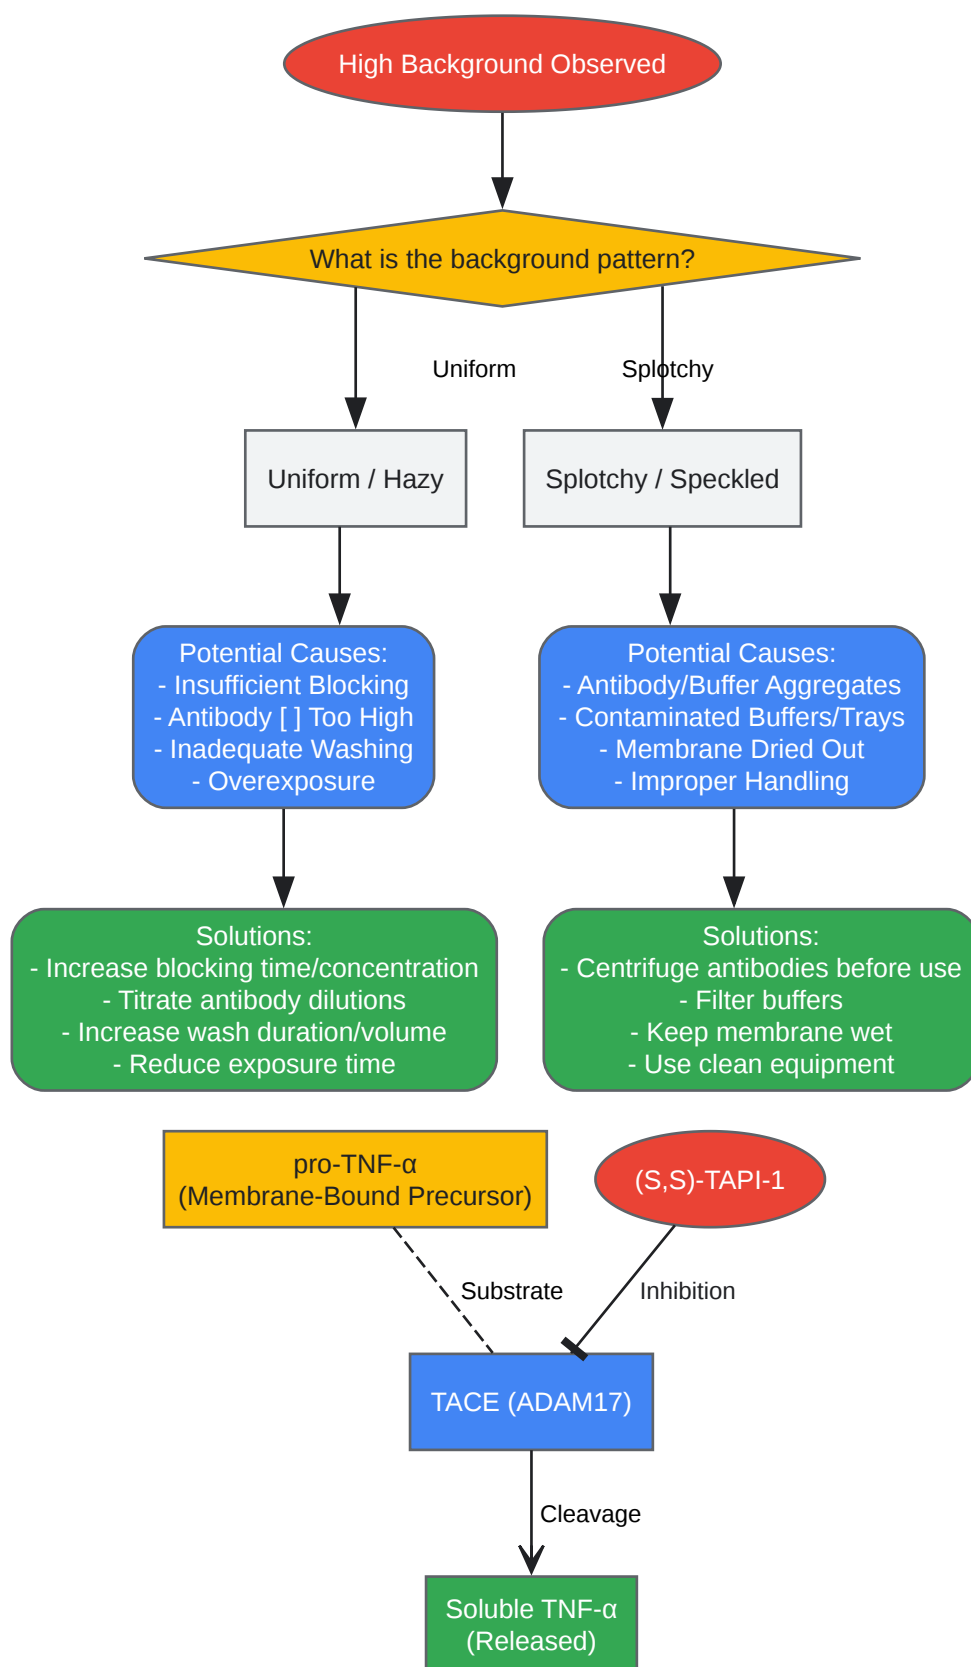 High Background Observed
What is the background pattern?
Uniform
Splotchy
Uniform / Hazy
Splotchy / Speckled
Potential Causes:
- Insufficient Blocking
- Antibody [ ] Too High
- Inadequate Washing
- Overexposure
Potential Causes:
- Antibody/Buffer Aggregates
- Contaminated Buffers/Trays
- Membrane Dried Out
- Improper Handling
Solutions:
- Increase blocking time/concentration
- Titrate antibody dilutions
- Increase wash duration/volume
- Reduce exposure time
Solutions:
- Centrifuge antibodies before use
- Filter buffers
- Keep membrane wet
- Use clean equipment
pro-TNF-α
(Membrane-Bound Precursor)
(S,S)-TAPI-1
Substrate
Inhibition
TACE (ADAM17)
Cleavage
Soluble TNF-α
(Released)